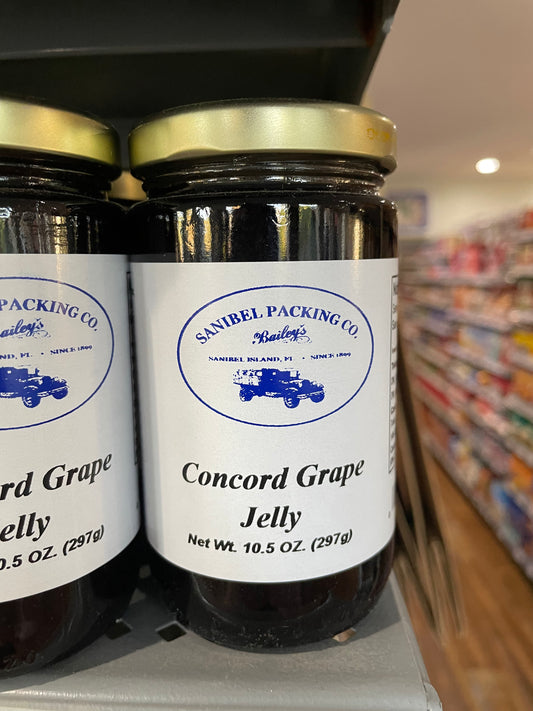 PACKING CO.
Bailey's
ND, FL • SINCE 1899
rd Grape
elly
0.5 OZ. (297g)
SANIBEL PACKING CO.
Bailey's
SANIBEL ISLAND, FL • SINCE 1899
Concord Grape
Jelly
Net Wt. 10.5 OZ. (297g)